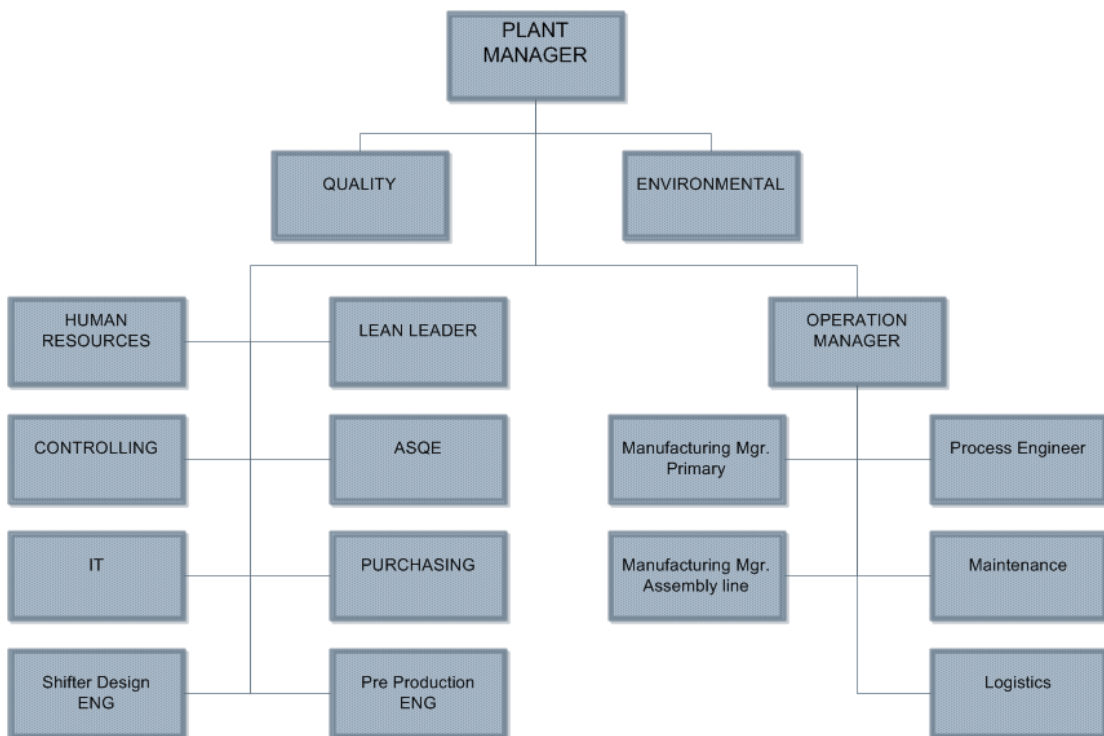 PLANT
MANAGER
QUALITY
ENVIRONMENTAL
HUMAN
RESOURCES
LEAN LEADER
OPERATION
MANAGER
CONTROLLING
ASQE
Manufacturing Mgr.
Primary
Process Engineer
IT
PURCHASING
Manufacturing Mgr.
Assembly line
Maintenance
Shifter Design
ENG
Pre Production
ENG
Logistics